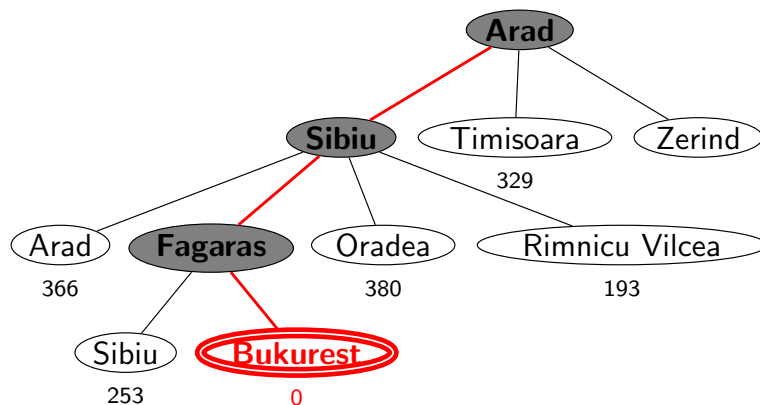 Arad
Sibiu Timisoara Zerind
329
Arad Fagaras Oradea Rimnicu Vilcea
366 380 193
Sibiu Bukurest
253 0